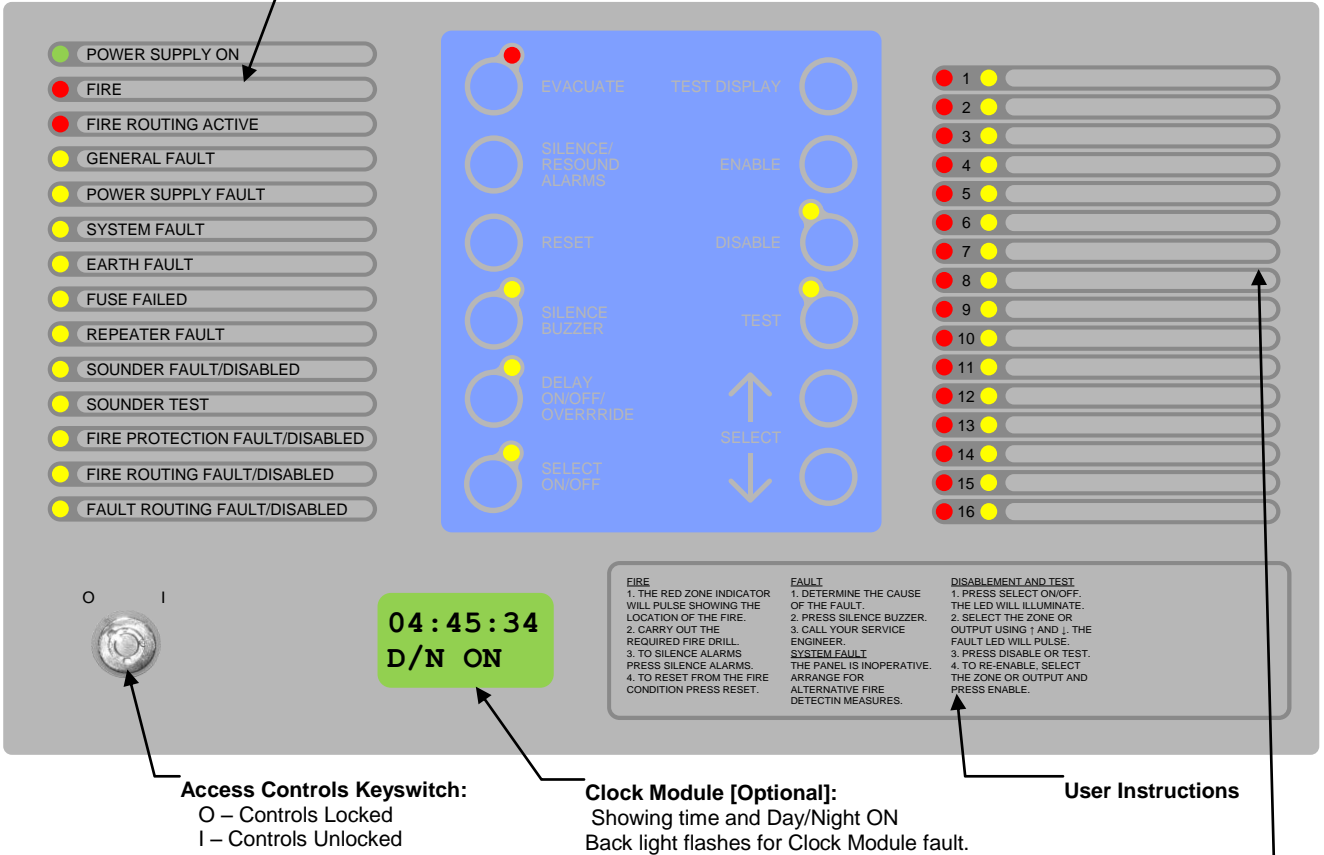 POWER SUPPLY ON
FIRE
FIRE ROUTING ACTIVE
GENERAL FAULT
POWER SUPPLY FAULT
SYSTEM FAULT
EARTH FAULT
FUSE FAILED
REPEATER FAULT
SOUNDER FAULT/DISABLED
SOUNDER TEST
FIRE PROTECTION FAULT/DISABLED
FIRE ROUTING FAULT/DISABLED
FAULT ROUTING FAULT/DISABLED
EVACUATE
SILENCE/
RESOUND
ALARMS
RESET
SILENCE
BUZZER
DELAY
ON/OFF/
OVERRRIDE
SELECT
ON/OFF
TEST DISPLAY
ENABLE
DISABLE
TEST
SELECT
1
2
3
4
5
6
7
8
9
10
11
12
13
14
15
16
O I
04:45:34
D/N ON
FIRE
1. THE RED ZONE INDICATOR
WILL PULSE SHOWING THE
LOCATION OF THE FIRE.
2. CARRY OUT THE
REQUIRED FIRE DRILL.
3. TO SILENCE ALARMS
PRESS SILENCE ALARMS.
4. TO RESET FROM THE FIRE
CONDITION PRESS RESET.
FAULT
1. DETERMINE THE CAUSE
OF THE FAULT.
2. PRESS SILENCE BUZZER.
3. CALL YOUR SERVICE
ENGINEER.
SYSTEM FAULT
THE PANEL IS INOPERATIVE.
ARRANGE FOR
ALTERNATIVE FIRE
DETECTIN MEASURES.
DISABLEMENT AND TEST
1. PRESS SELECT ON/OFF.
THE LED WILL ILLUMINATE.
2. SELECT THE ZONE OR
OUTPUT USING ↑ AND ↓. THE
FAULT LED WILL PULSE.
3. PRESS DISABLE OR TEST.
4. TO RE-ENABLE, SELECT
THE ZONE OR OUTPUT AND
PRESS ENABLE.
Access Controls Keyswitch:
O – Controls Locked
I – Controls Unlocked
Clock Module [Optional]:
Showing time and Day/Night ON
Back light flashes for Clock Module fault.
User Instructions